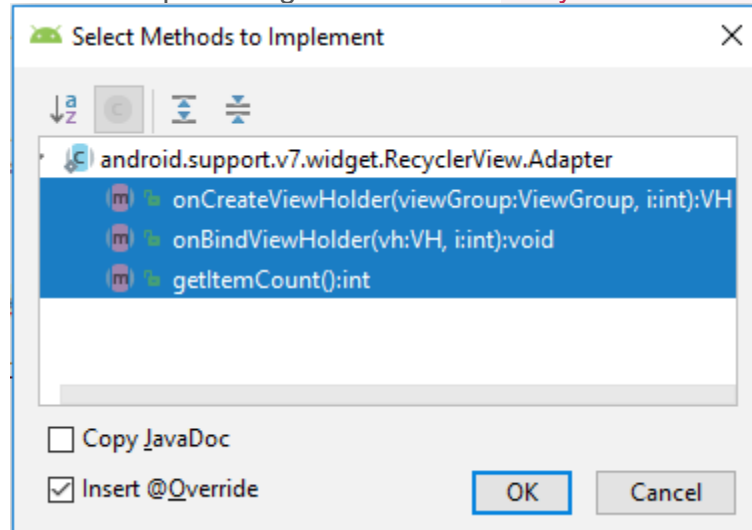 Select Methods to Implement
android.support.v7.widget.RecyclerView.Adapter
onCreateViewHolder(viewGroup:ViewGroup, i:int):VH
onBindViewHolder(vh:VH, i:int):void
getItemCount():int
Copy JavaDoc
Insert @Override
OK
Cancel